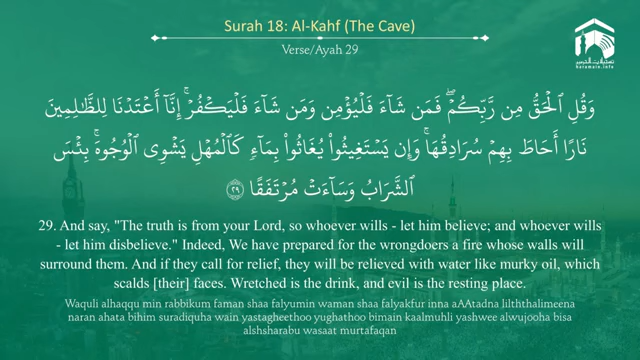 Surah 18: Al-Kahf (The Cave)
Verse/Ayah 29
haramain.info
وَقُلِ ٱلْحَقُّ مِن رَّبِّكُمْ ۖ فَمَن شَآءَ فَلْيُؤْمِن وَمَن شَآءَ فَلْيَكْفُرْ ۚ إِنَّآ أَعْتَدْنَا لِلظَّـٰلِمِينَ
نَارًا أَحَاطَ بِهِمْ سُرَادِقُهَا ۚ وَإِن يَسْتَغِيثُوا۟ يُغَاثُوا۟ بِمَآءٍ كَٱلْمُهْلِ يَشْوِى ٱلْوُجُوهَ ۚ بِئْسَ
ٱلشَّرَابُ وَسَآءَتْ مُرْتَفَقًا ٢٩
29. And say, "The truth is from your Lord, so whoever wills - let him believe; and whoever wills
- let him disbelieve." Indeed, We have prepared for the wrongdoers a fire whose walls will
surround them. And if they call for relief, they will be relieved with water like murky oil, which
scalds [their] faces. Wretched is the drink, and evil is the resting place.
Waquli alhaqqu min rabbikum faman shaa falyumin waman shaa falyakfur inna aAAtadna lilththalimeena
naran ahata bihim suradiquha wain yastagheethoo yughathoo bimain kaalmuhli yashwee alwujooha bisa
alshsharabu wasaat murtafaqan